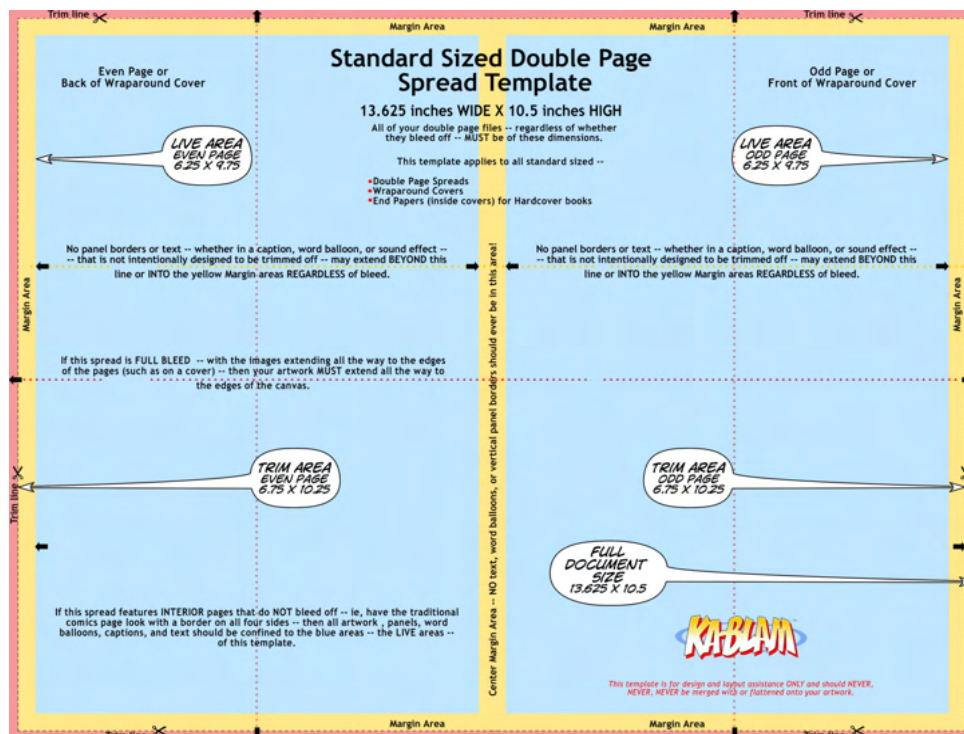 Trim line
Margin Area
Margin Area
Trim line
Even Page or
Back of Wraparound Cover
Standard Sized Double Page
Spread Template
13.625 inches WIDE X 10.5 inches HIGH
All of your double page files -- regardless of whether
they bleed off -- MUST be of these dimensions.
This template applies to all standard sized --
•Double Page Spreads
•Wraparound Covers
•End Papers (inside covers) for Hardcover books
Odd Page or
Front of Wraparound Cover
LIVE AREA
EVEN PAGE
6.25 X 9.75
LIVE AREA
ODD PAGE
6.25 X 9.75
No panel borders or text -- whether in a caption, word balloon, or sound effect --
-- that is not intentionally designed to be trimmed off -- may extend BEYOND this
line or INTO the yellow Margin areas REGARDLESS of bleed.
No panel borders or text -- whether in a caption, word balloon, or sound effect --
-- that is not intentionally designed to be trimmed off -- may extend BEYOND this
line or INTO the yellow Margin areas REGARDLESS of bleed.
Margin Area
Center Margin Area -- NO text, word balloons, or vertical panel borders should ever be in this area!
Margin Area
If this spread is FULL BLEED -- with the images extending all the way to the edges
of the pages (such as on a cover) -- then your artwork MUST extend all the way to
the edges of the canvas.
Trim line
TRIM AREA
EVEN PAGE
6.75 X 10.25
TRIM AREA
ODD PAGE
6.75 X 10.25
FULL
DOCUMENT
SIZE
13.625 X 10.5
If this spread features INTERIOR pages that do NOT bleed off -- ie, have the traditional
comics page look with a border on all four sides -- then all artwork , panels, word
balloons, captions, and text should be confined to the blue areas -- the LIVE areas --
of this template.
KA-BLAM
This template is for design and layout assistance ONLY and should NEVER,
NEVER, NEVER be merged with or flattened onto your artwork.
Margin Area
Margin Area
Trim line
Trim line